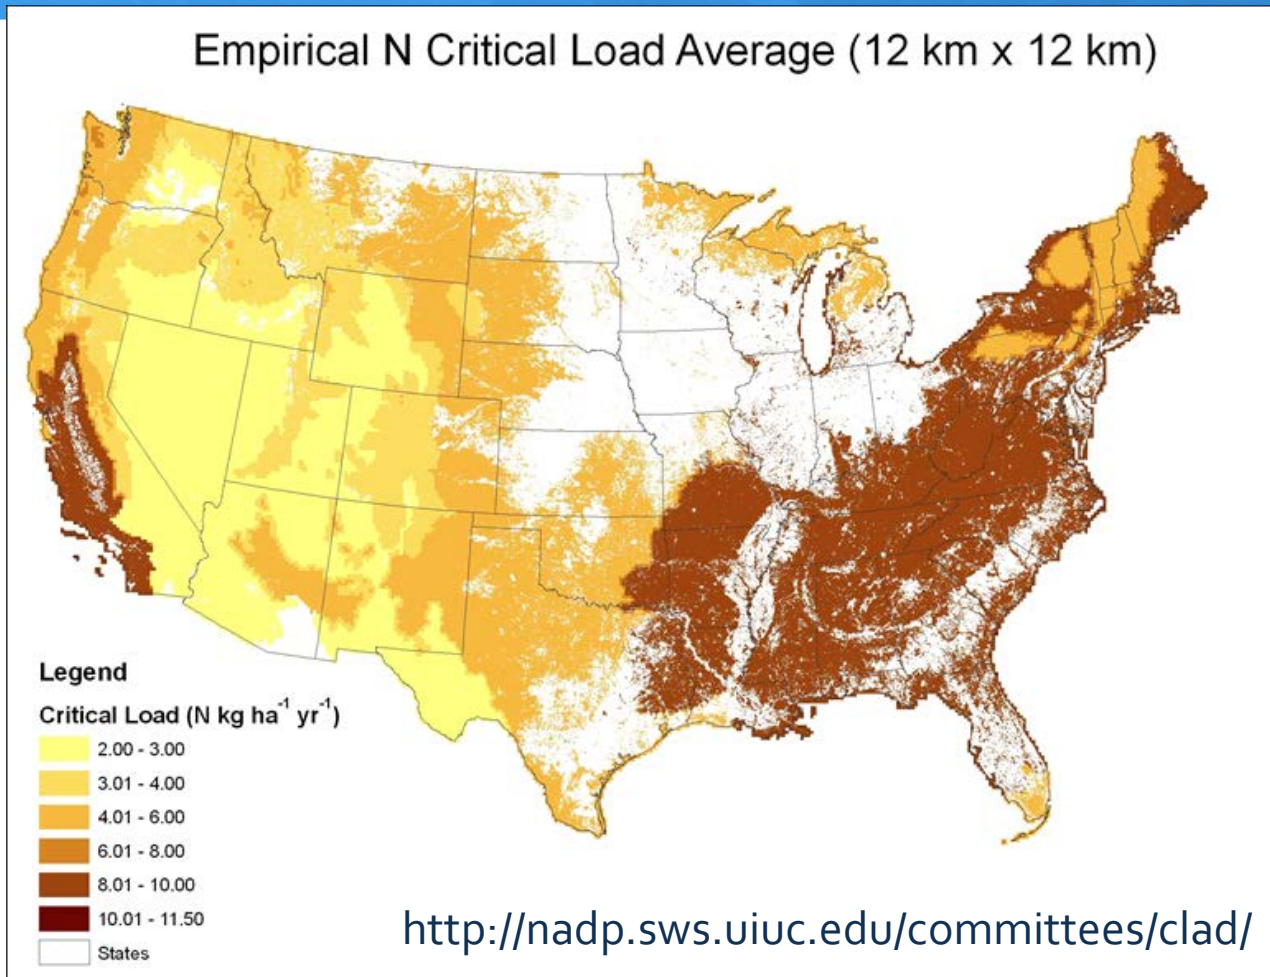 Empirical N Critical Load Average (12 km x 12 km)
Legend
Critical Load (N kg ha⁻¹ yr⁻¹)
2.00 - 3.00
3.01 - 4.00
4.01 - 6.00
6.01 - 8.00
8.01 - 10.00
10.01 - 11.50
States
http://nadp.sws.uiuc.edu/committees/clad/